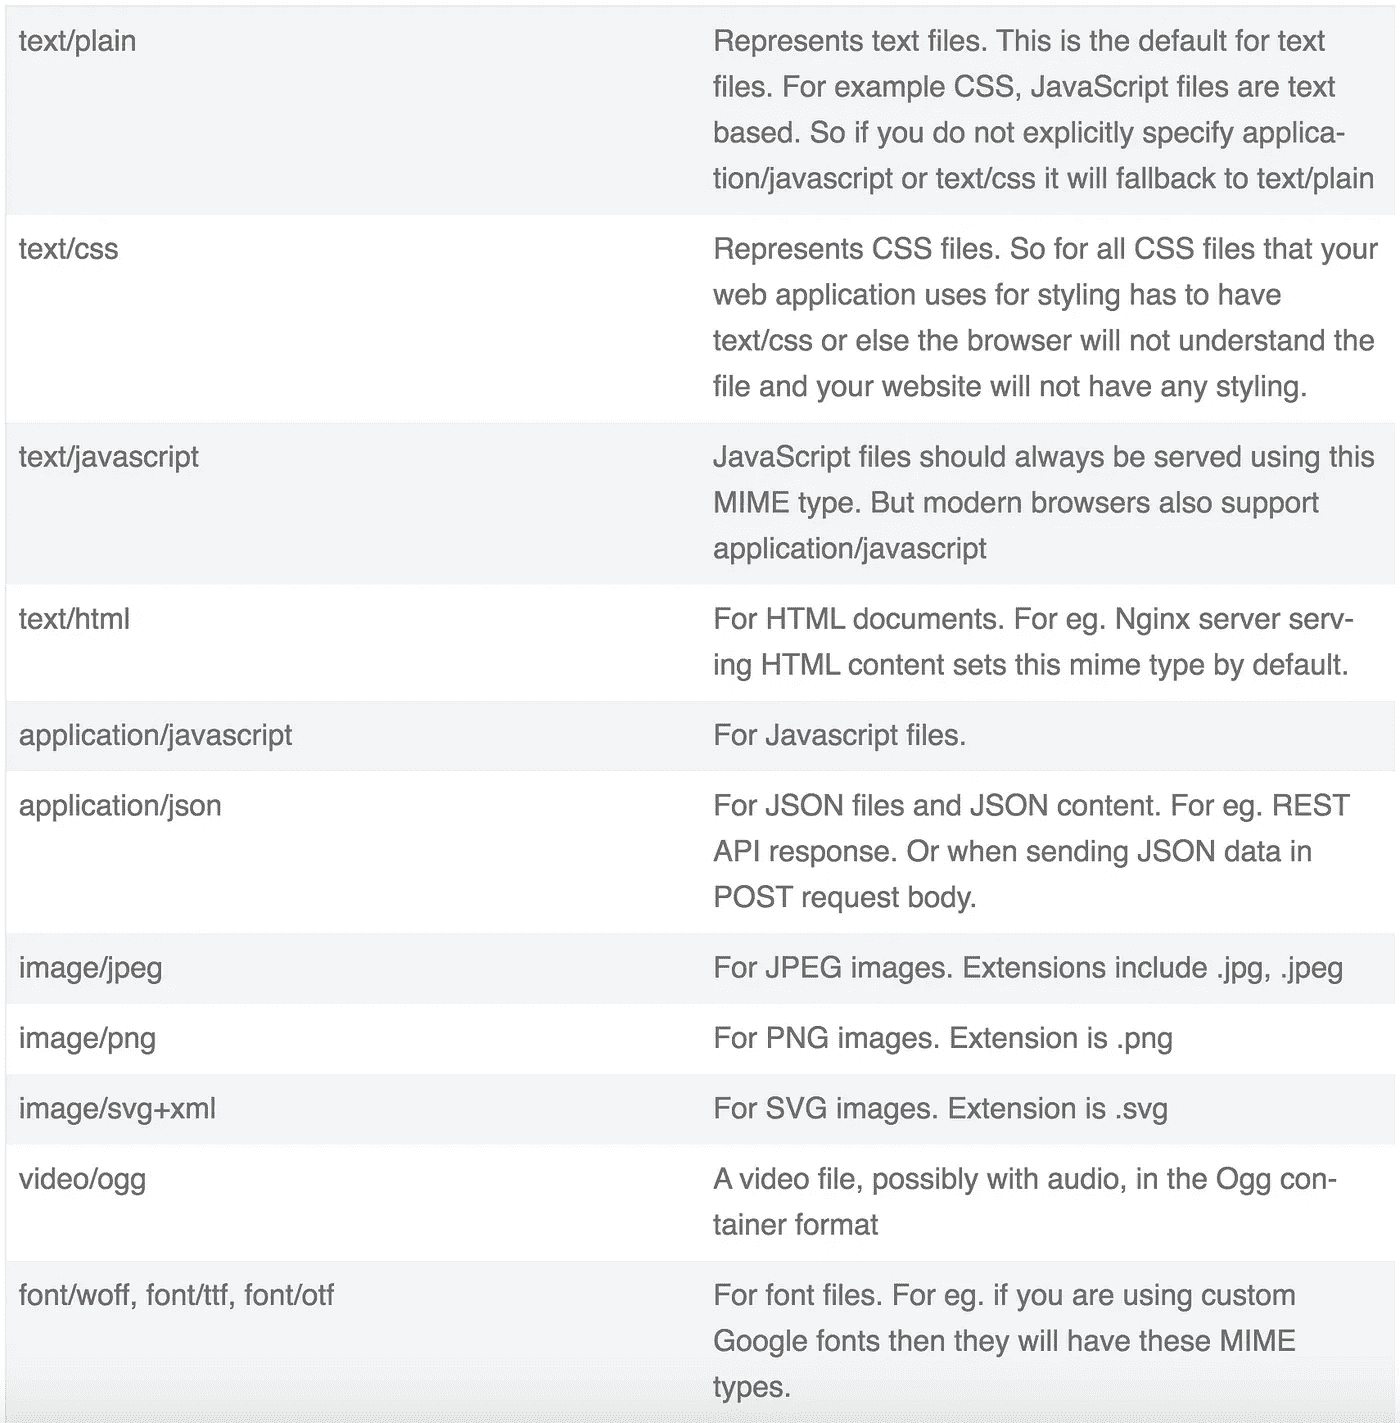 text/plain
Represents text files. This is the default for text
files. For example CSS, JavaScript files are text
based. So if you do not explicitly specify applica-
tion/javascript or text/css it will fallback to text/plain
text/css
Represents CSS files. So for all CSS files that your
web application uses for styling has to have
text/css or else the browser will not understand the
file and your website will not have any styling.
text/javascript
JavaScript files should always be served using this
MIME type. But modern browsers also support
application/javascript
text/html
For HTML documents. For eg. Nginx server serv-
ing HTML content sets this mime type by default.
application/javascript
For Javascript files.
application/json
For JSON files and JSON content. For eg. REST
API response. Or when sending JSON data in
POST request body.
image/jpeg
For JPEG images. Extensions include .jpg, .jpeg
image/png
For PNG images. Extension is .png
image/svg+xml
For SVG images. Extension is .svg
video/ogg
A video file, possibly with audio, in the Ogg con-
tainer format
font/woff, font/ttf, font/otf
For font files. For eg. if you are using custom
Google fonts then they will have these MIME
types.